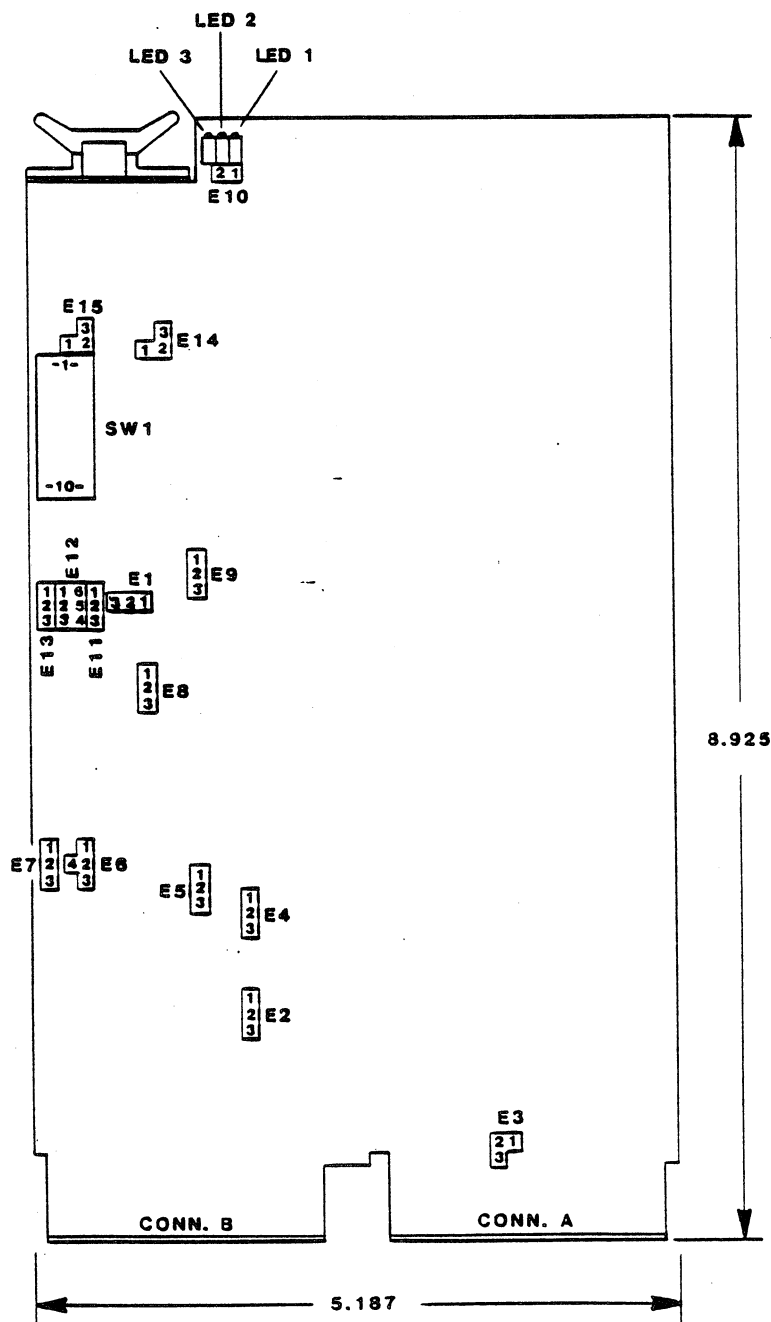 LED 2
LED 3
LED 1
2 1
E10
E15
3
1 2
3
1 2
E14
-1-
SW1
-10-
E12
E1
1
2
3
1 6
2 5
3 4
1
2
3
3 2 1
E13
E11
1
2
3
E9
1
2
3
E8
8.925
E7
1
2
3
4
1
2
3
E6
E5
1
2
3
1
2
3
E4
1
2
3
E2
E3
2 1
3
CONN. B
CONN. A
5.187